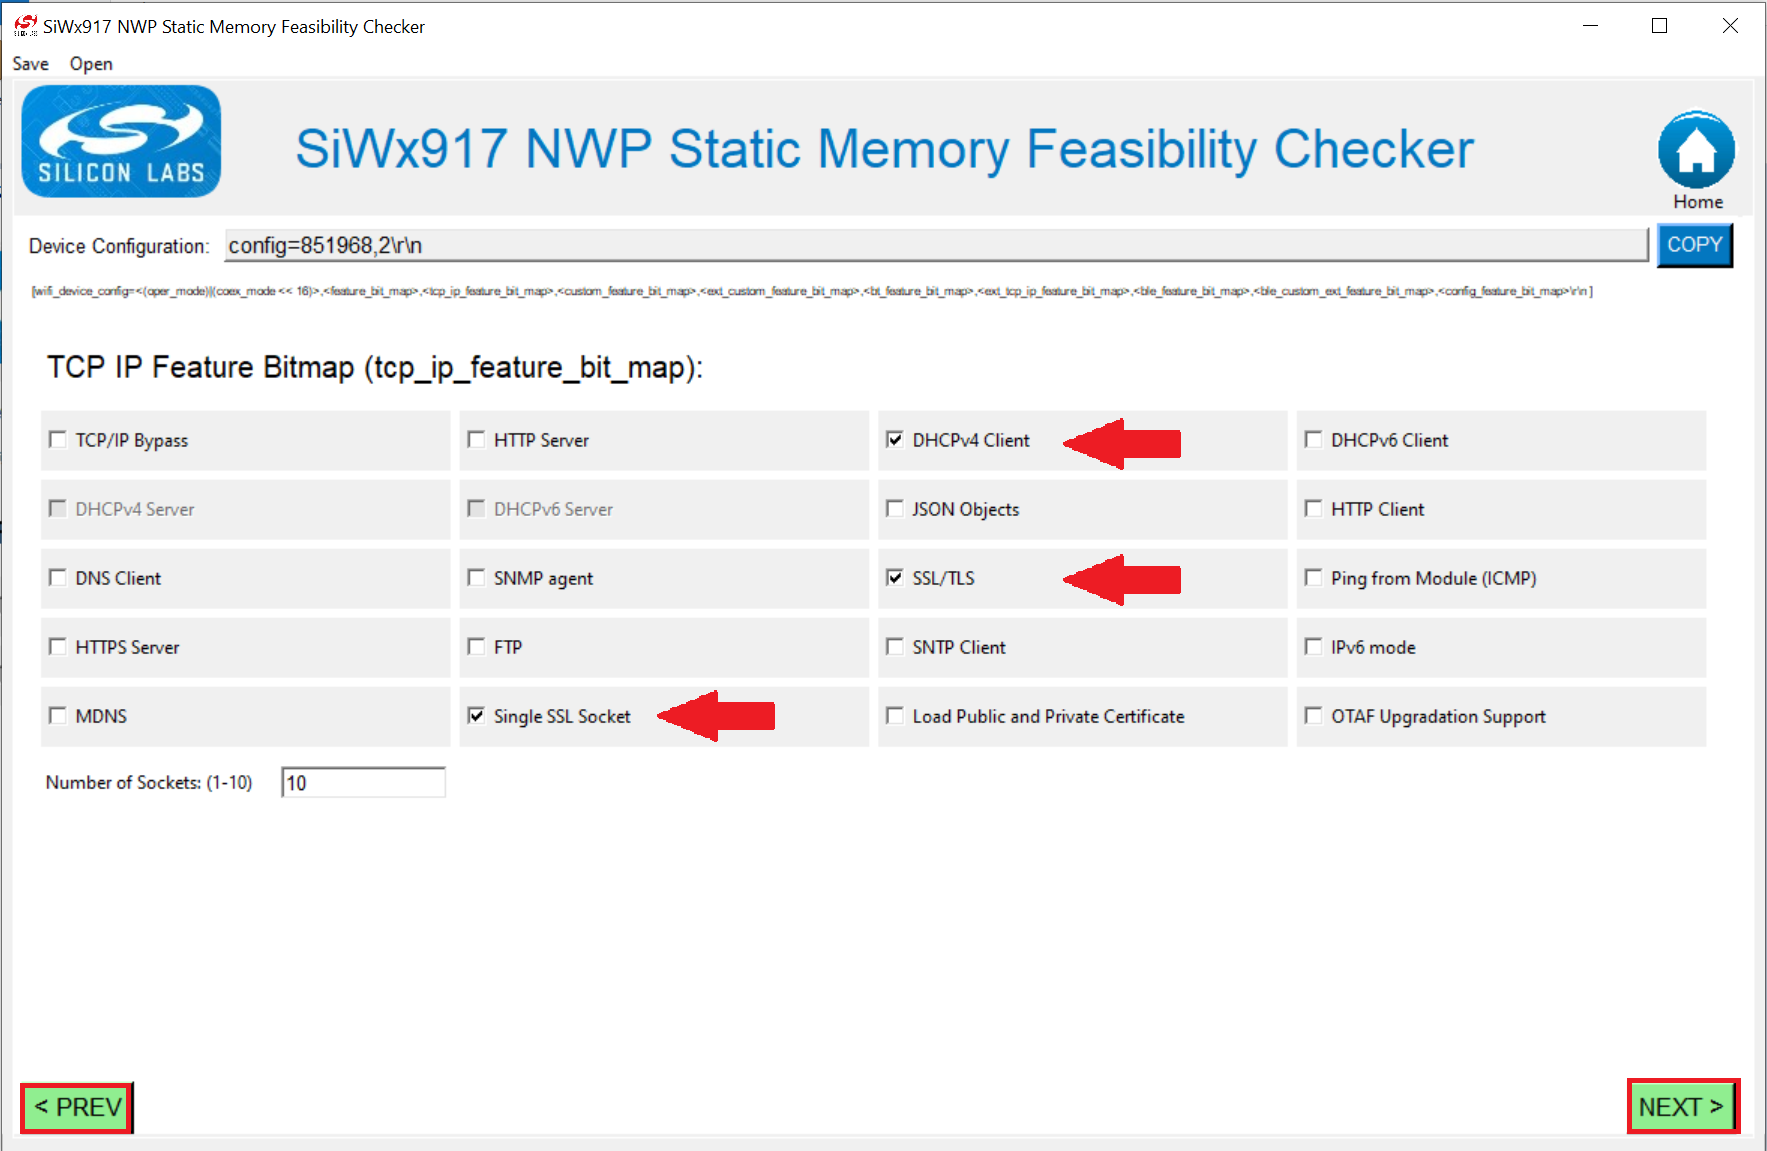 SiWx917 NWP Static Memory Feasibility Checker
Save Open
SILICON LABS
SiWx917 NWP Static Memory Feasibility Checker
Home
Device Configuration: config=851968,2\r\n COPY
[wifi_device_config=<(oper_mode)|(coex_mode << 16)>,<feature_bit_map>,<tcp_ip_feature_bit_map>,<custom_feature_bit_map>,<ext_custom_feature_bit_map>,<bt_feature_bit_map>,<ext_tcp_ip_feature_bit_map>,<ble_feature_bit_map>,<ble_custom_ext_feature_bit_map>,<config_feature_bit_map>\r\n ]
TCP IP Feature Bitmap (tcp_ip_feature_bit_map):
TCP/IP Bypass HTTP Server DHCPv4 Client DHCPv6 Client
DHCPv4 Server DHCPv6 Server JSON Objects HTTP Client
DNS Client SNMP agent SSL/TLS Ping from Module (ICMP)
HTTPS Server FTP SNTP Client IPv6 mode
MDNS Single SSL Socket Load Public and Private Certificate OTAF Upgradation Support
Number of Sockets: (1-10) 10
< PREV NEXT >